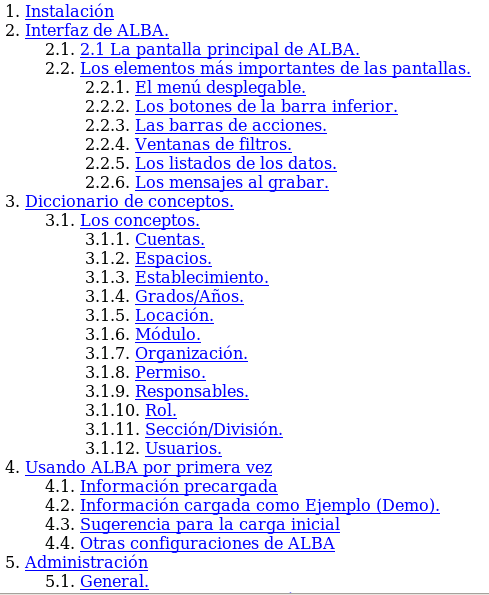 1. Instalación
2. Interfaz de ALBA.
2.1. 2.1 La pantalla principal de ALBA.
2.2. Los elementos más importantes de las pantallas.
2.2.1. El menú desplegable.
2.2.2. Los botones de la barra inferior.
2.2.3. Las barras de acciones.
2.2.4. Ventanas de filtros.
2.2.5. Los listados de los datos.
2.2.6. Los mensajes al grabar.
3. Diccionario de conceptos.
3.1. Los conceptos.
3.1.1. Cuentas.
3.1.2. Espacios.
3.1.3. Establecimiento.
3.1.4. Grados/Años.
3.1.5. Locación.
3.1.6. Módulo.
3.1.7. Organización.
3.1.8. Permiso.
3.1.9. Responsables.
3.1.10. Rol.
3.1.11. Sección/División.
3.1.12. Usuarios.
4. Usando ALBA por primera vez
4.1. Información precargada
4.2. Información cargada como Ejemplo (Demo).
4.3. Sugerencia para la carga inicial
4.4. Otras configuraciones de ALBA
5. Administración
5.1. General.